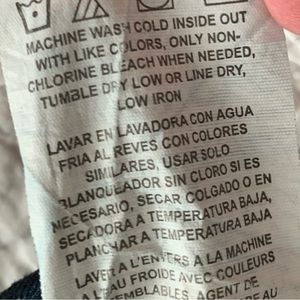 MACHINE WASH COLD INSIDE OUT
WITH LIKE COLORS, ONLY NON-
CHLORINE BLEACH WHEN NEEDED,
TUMBLE DRY LOW OR LINE DRY,
LOW IRON
LAVAR EN LAVADORA CON AGUA
FRIA AL REVES CON COLORES
SIMILARES, USAR SOLO
BLANQUEADOR SIN CLORO SI ES
NECESARIO, SECAR COLGADO O EN
SECADORA A TEMPERATURA BAJA,
PLANCHAR A TEMPERATURA BAJA
LAVER A L'ENVERS A LA MACHINE
A L'EAU FROIDE AVEC COULEURS
SEMBLABLES, AGENT DE